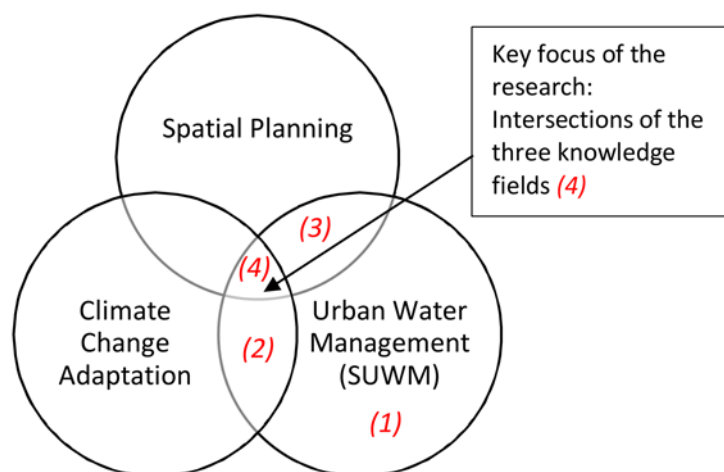 Key focus of the
research:
Intersections of the
three knowledge
fields (4)
Spatial Planning
(3)
(4)
Climate
Change
Adaptation
(2)
Urban Water
Management
(SUWM)
(1)